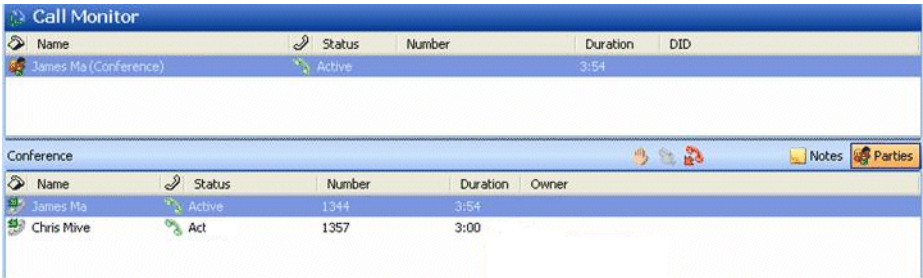 Call Monitor
Name Status Number Duration DID
James Ma (Conference) Active 3:54
Conference Notes Parties
Name Status Number Duration Owner
James Ma Active 1344 3:54
Chris Mive Act 1357 3:00